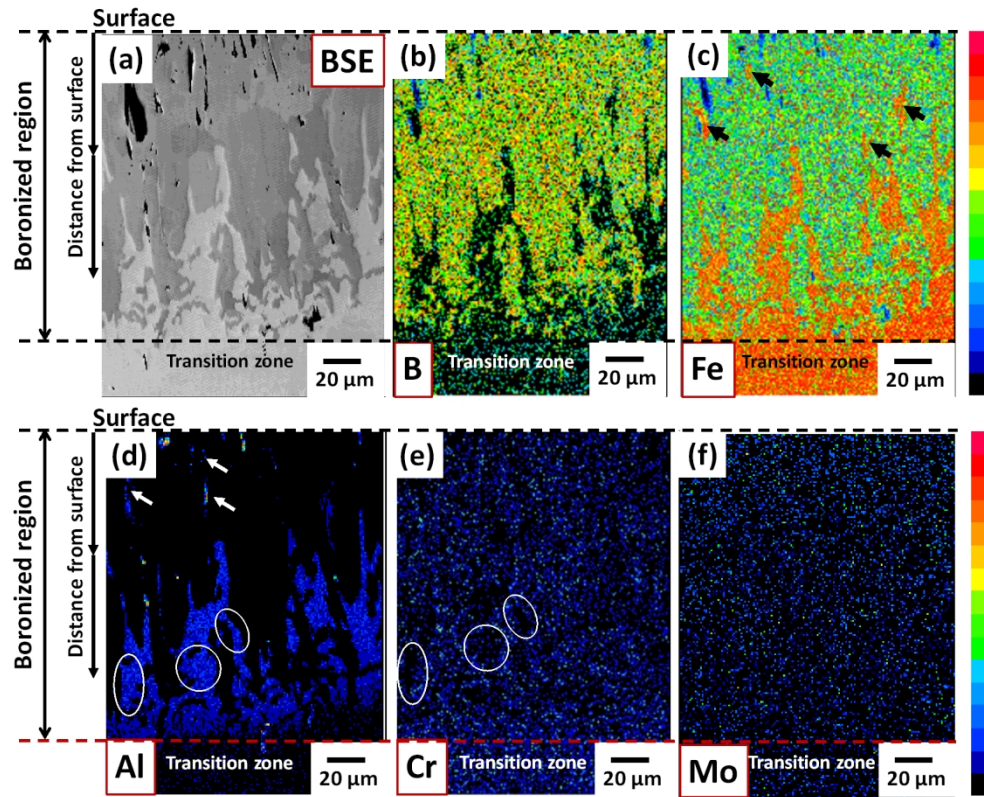 Surface
(a)
BSE
(b)
(c)
Boronized region
Distance from surface
Transition zone
20 µm
B
Transition zone
20 µm
Fe
Transition zone
20 µm
Surface
(d)
(e)
(f)
Boronized region
Distance from surface
Al
Transition zone
20 µm
Cr
Transition zone
20 µm
Mo
Transition zone
20 µm